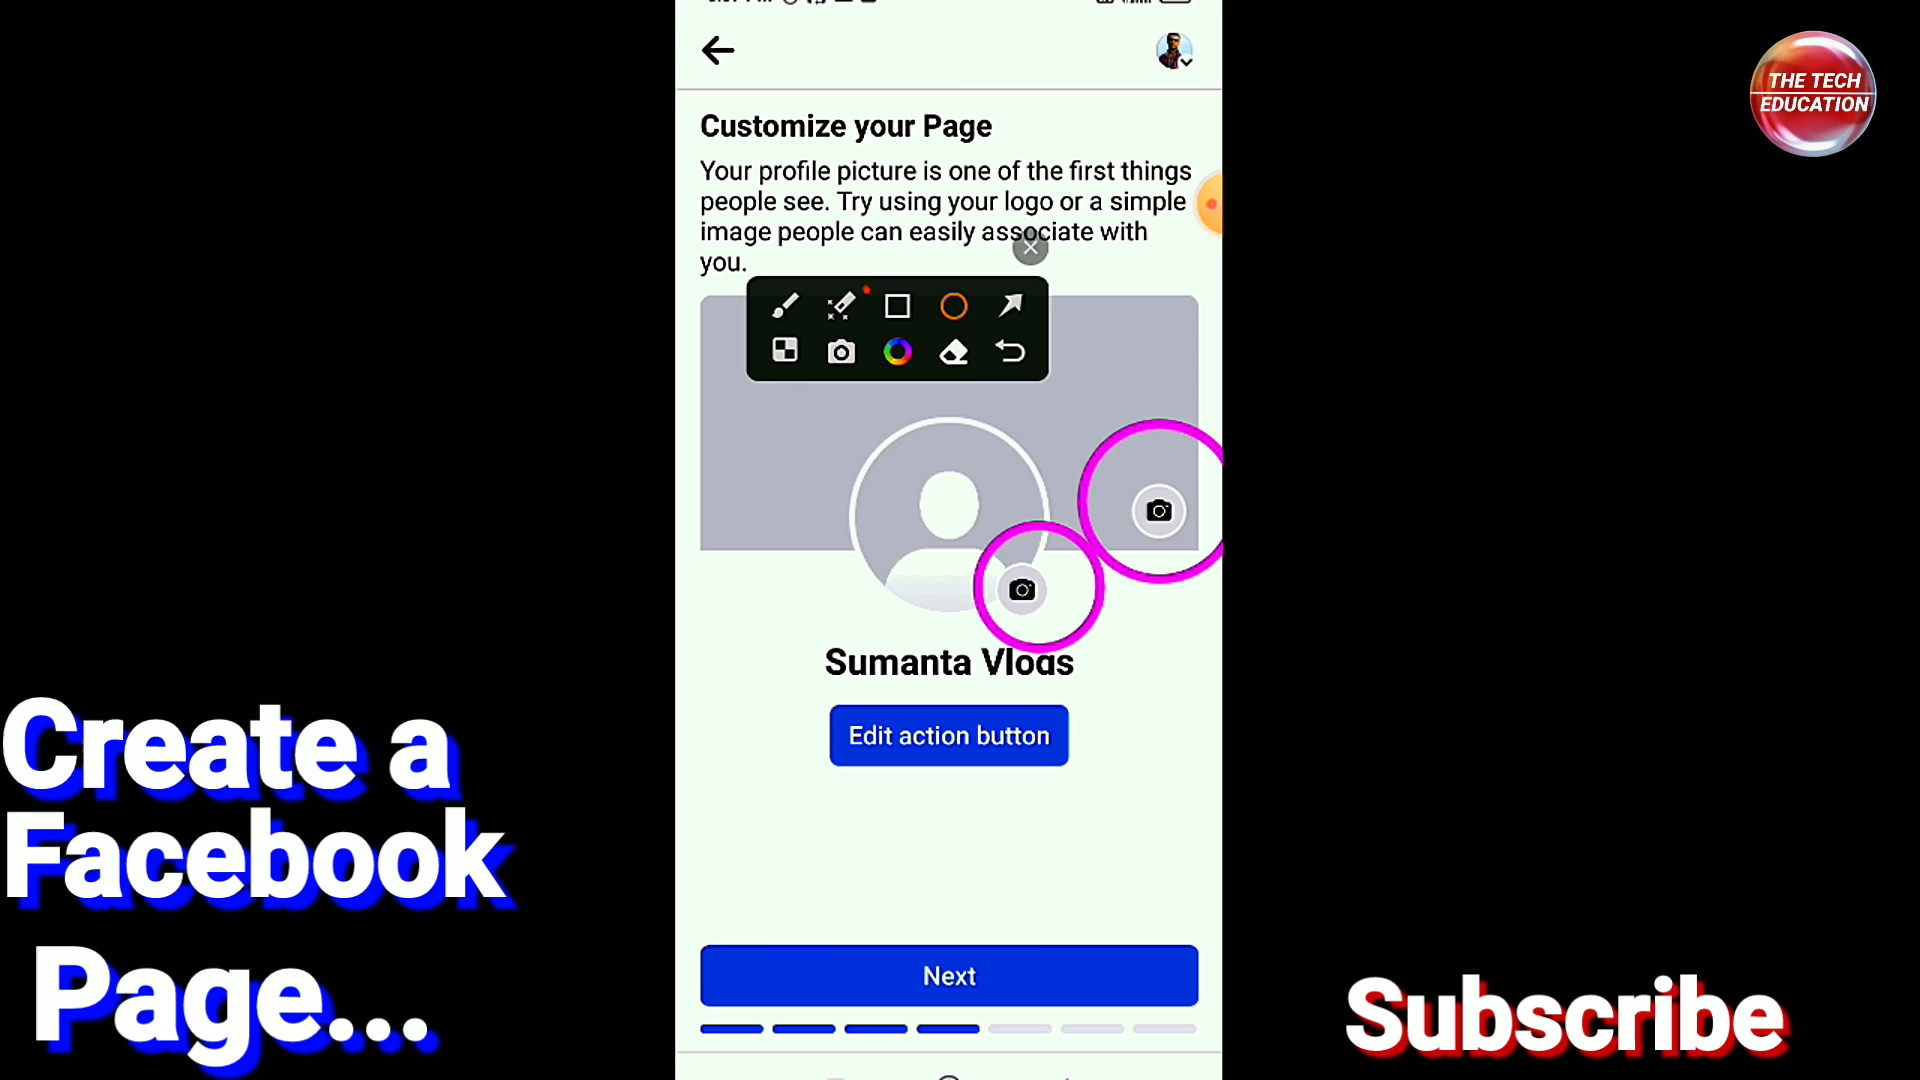 THE TECH
EDUCATION
Customize your Page
Your profile picture is one of the first things
people see. Try using your logo or a simple
image people can easily associate with
you.
Sumanta Vlogs
Edit action button
Create a
Facebook
Page...
Next
Subscribe